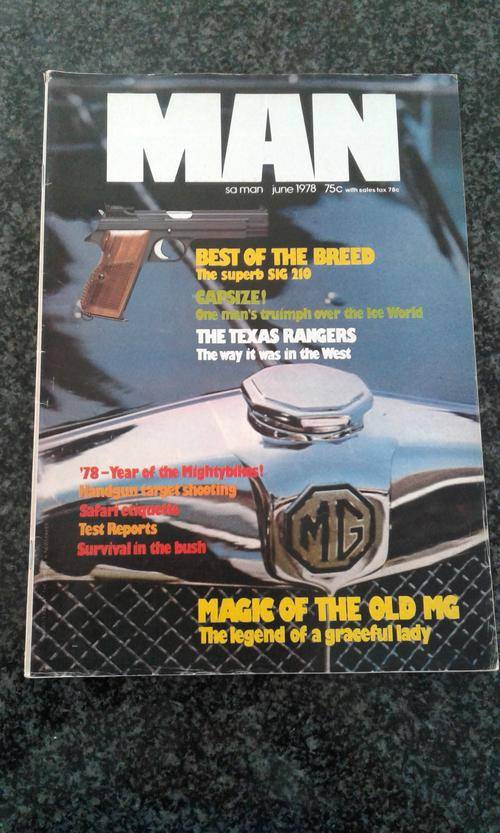 MAN
sa man june 1978 75c with sales tax 78c
BEST OF THE BREED
The superb SIG 210
CAPSIZE!
One man's truimph over the Ice World
THE TEXAS RANGERS
The way it was in the West
'78 – Year of the Mightybikes!
Handgun target shooting
Safari etiquette
Test Reports
Survival in the bush
MG
MAGIC OF THE OLD MG
The legend of a graceful lady